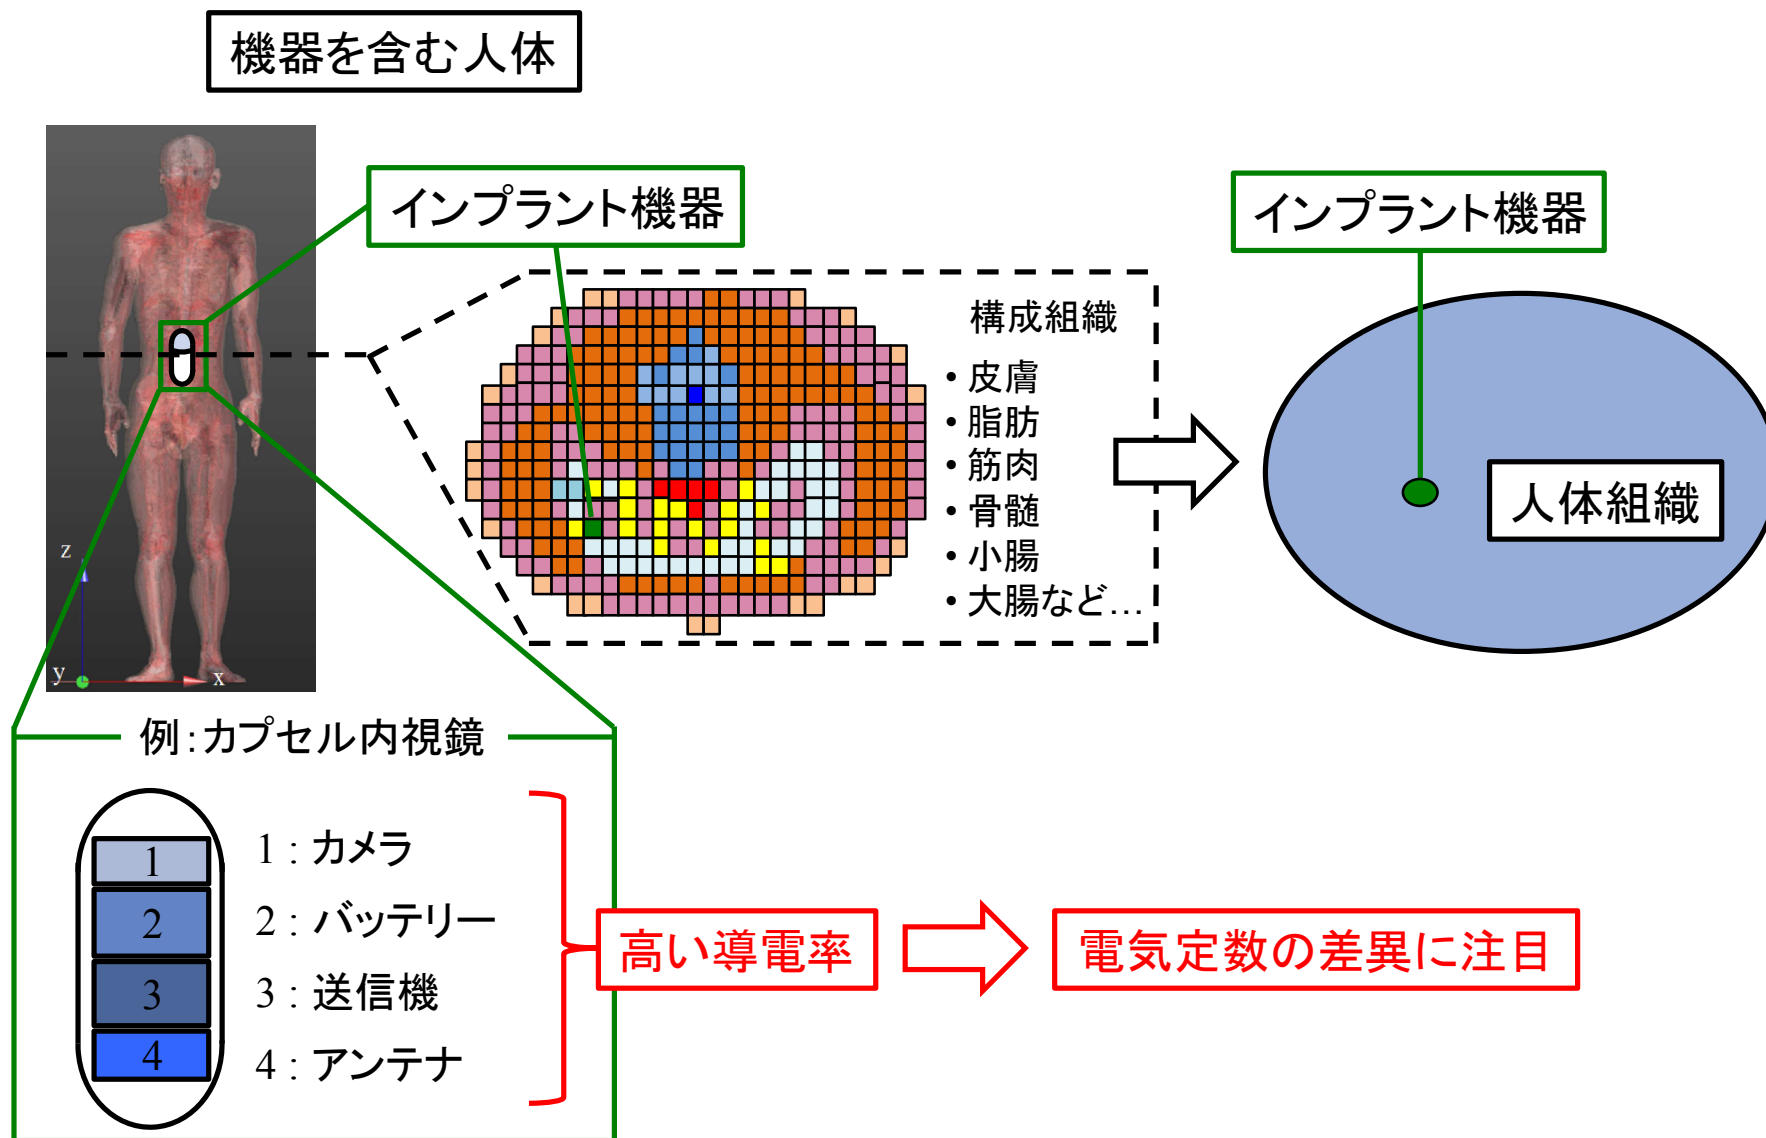 機器を含む人体
インプラント機器
インプラント機器
構成組織
• 皮膚
• 脂肪
• 筋肉
• 骨髄
• 小腸
• 大腸など…
人体組織
z
y
x
例：カプセル内視鏡
1
2
3
4
1 : カメラ
2 : バッテリー
3 : 送信機
4 : アンテナ
高い導電率
電気定数の差異に注目